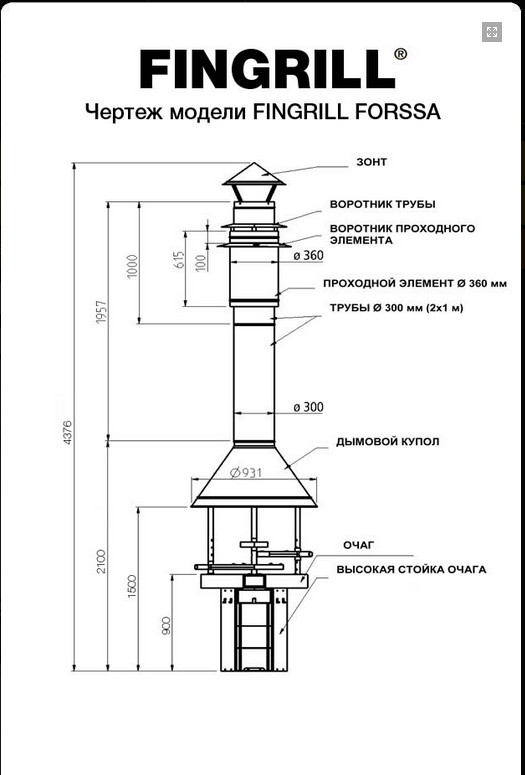 FINGRILL®
Чертеж модели FINGRILL FORSSA
ЗОНТ
ВОРОТНИК ТРУБЫ
ВОРОТНИК ПРОХОДНОГО
ЭЛЕМЕНТА
615
100
ø 360
1000
ПРОХОДНОЙ ЭЛЕМЕНТ Ø 360 мм
ТРУБЫ Ø 300 мм (2x1 м)
1957
ø 300
4376
ДЫМОВОЙ КУПОЛ
Ø931
ОЧАГ
2100
ВЫСОКАЯ СТОЙКА ОЧАГА
1500
900